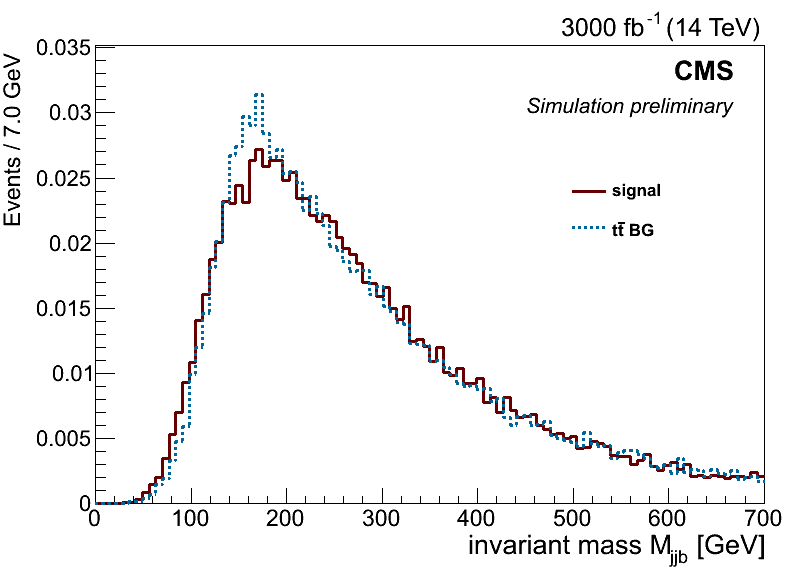 3000 fb⁻¹ (14 TeV)
CMS
Simulation preliminary
signal
tt̄ BG
Events / 7.0 GeV
0.035
0.03
0.025
0.02
0.015
0.01
0.005
0
0 100 200 300 400 500 600 700
invariant mass M_jjb [GeV]